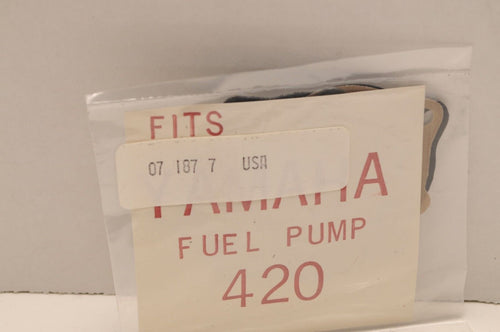 FITS
07 187 7 USA
YAMAHA
FUEL PUMP
420